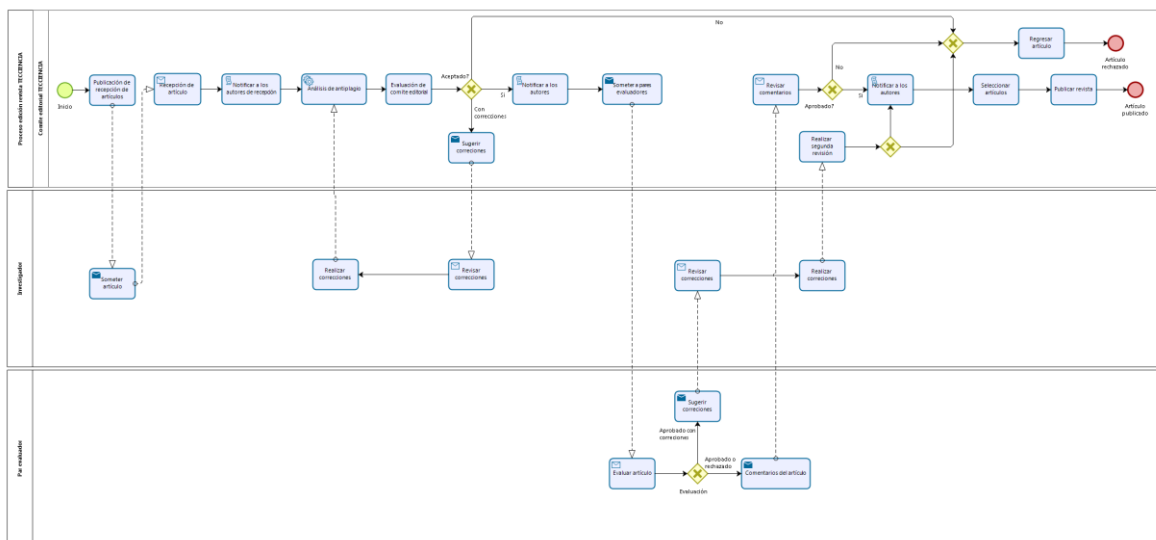 Proceso edición revista TECCIENCIA
Comité editorial TECCIENCIA
Inicio
Publicación de
recepción de
artículos
Recepción de
artículo
Notificar a los
autores de recepción
Análisis de antiplagio
Evaluación de
comite editorial
Aceptado?
No
Si
Con
correcciones
Notificar a los
autores
Someter a pares
evaluadores
Sugerir
correciones
Revisar
comentarios
Aprobado?
No
Si
Notificar a los
autores
Realizar
segunda
revisión
Regresar
artículo
Artículo
rechazado
Seleccionar
artículos
Publicar revista
Artículo
publicado
Investigador
Someter
artículo
Realizar
correcciones
Revisar
correcciones
Revisar
correcciones
Realizar
correcciones
Par evaluador
Sugerir
correciones
Aprobado con
correciones
Evaluar artículo
Evaluación
Aprobado o
rechazado
Comentarios del artículo